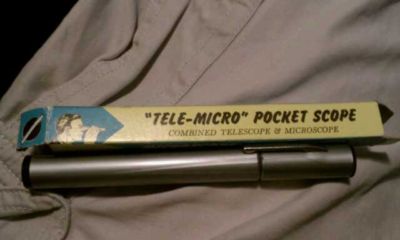 "TELE-MICRO" POCKET SCOPE
COMBINED TELESCOPE & MICROSCOPE